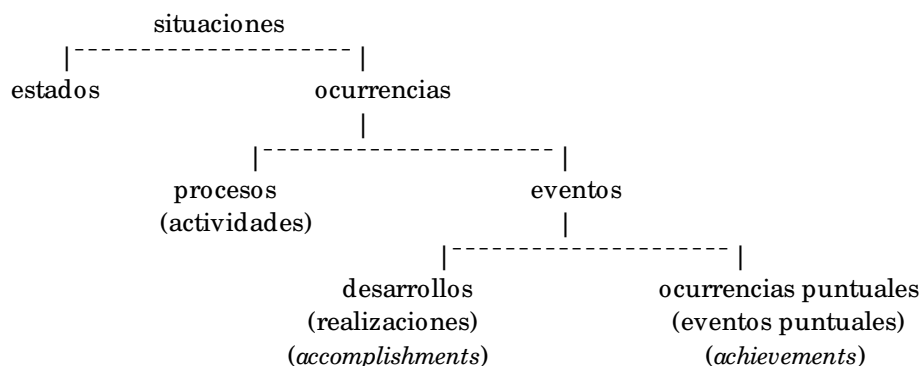 situaciones
estados ocurrencias
procesos eventos
(actividades)
desarrollos ocurrencias puntuales
(realizaciones) (eventos puntuales)
(accomplishments) (achievements)